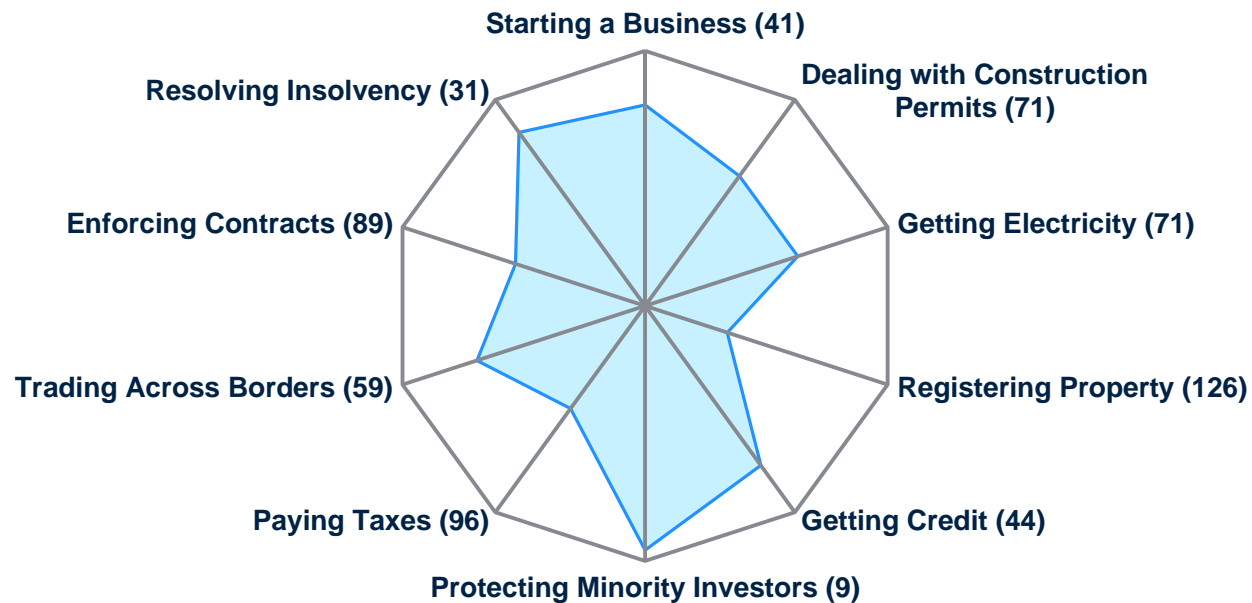 Starting a Business (41)
Dealing with Construction
Permits (71)
Getting Electricity (71)
Registering Property (126)
Getting Credit (44)
Protecting Minority Investors (9)
Paying Taxes (96)
Trading Across Borders (59)
Enforcing Contracts (89)
Resolving Insolvency (31)